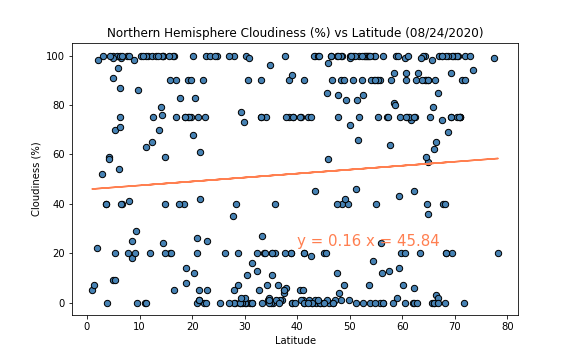 Northern Hemisphere Cloudiness (%) vs Latitude (08/24/2020)
100
80
60
40
20
0
Cloudiness (%)
y = 0.16 x = 45.84
0 10 20 30 40 50 60 70 80
Latitude